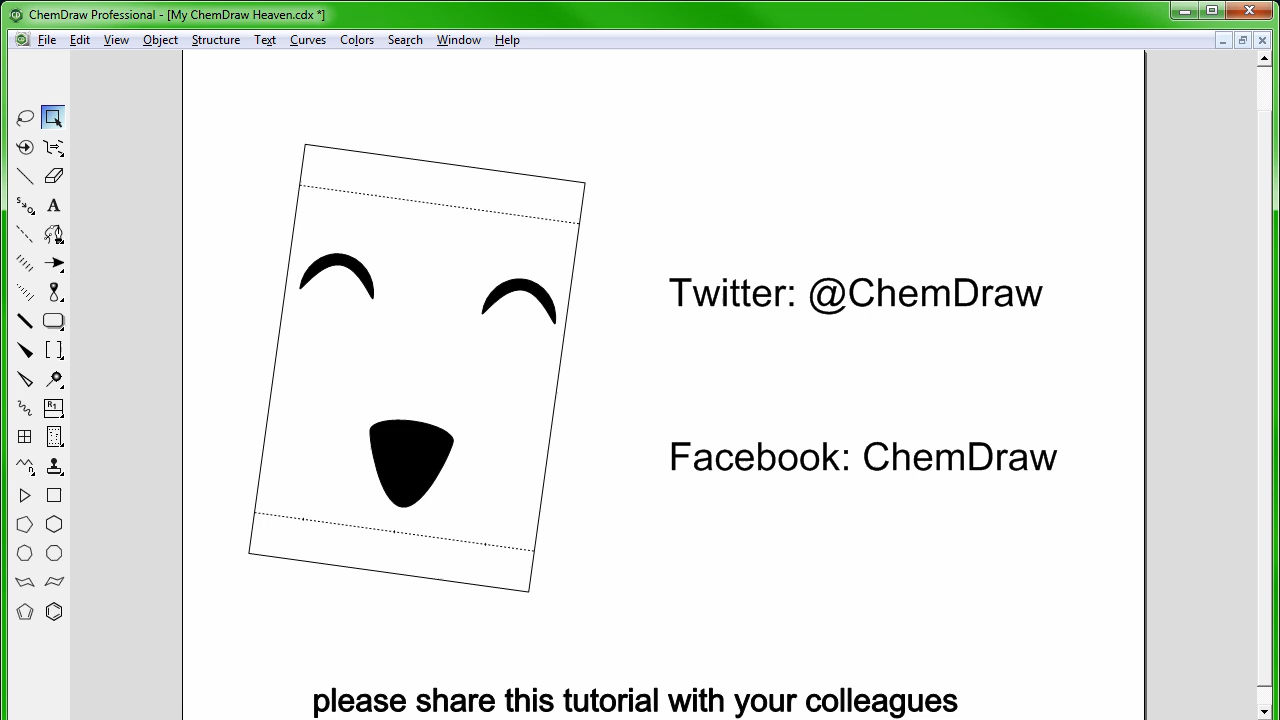 ChemDraw Professional - [My ChemDraw Heaven.cdx *]
File Edit View Object Structure Text Curves Colors Search Window Help
A
R1
Twitter: @ChemDraw
Facebook: ChemDraw
please share this tutorial with your colleagues